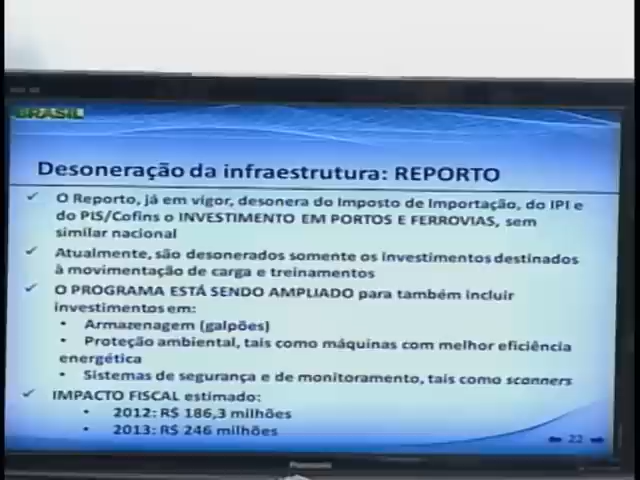 BRASIL
Desoneração da infraestrutura: REPORTO
✓ O Reporto, já em vigor, desonera do Imposto de Importação, do IPI e
do PIS/Cofins o INVESTIMENTO EM PORTOS E FERROVIAS, sem
similar nacional
✓ Atualmente, são desonerados somente os investimentos destinados
à movimentação de carga e treinamentos
✓ O PROGRAMA ESTÁ SENDO AMPLIADO para também incluir
investimentos em:
• Armazenagem (galpões)
• Proteção ambiental, tais como máquinas com melhor eficiência
energética
• Sistemas de segurança e de monitoramento, tais como scanners
✓ IMPACTO FISCAL estimado:
• 2012: R$ 186,3 milhões
• 2013: R$ 246 milhões
22
Panasonic